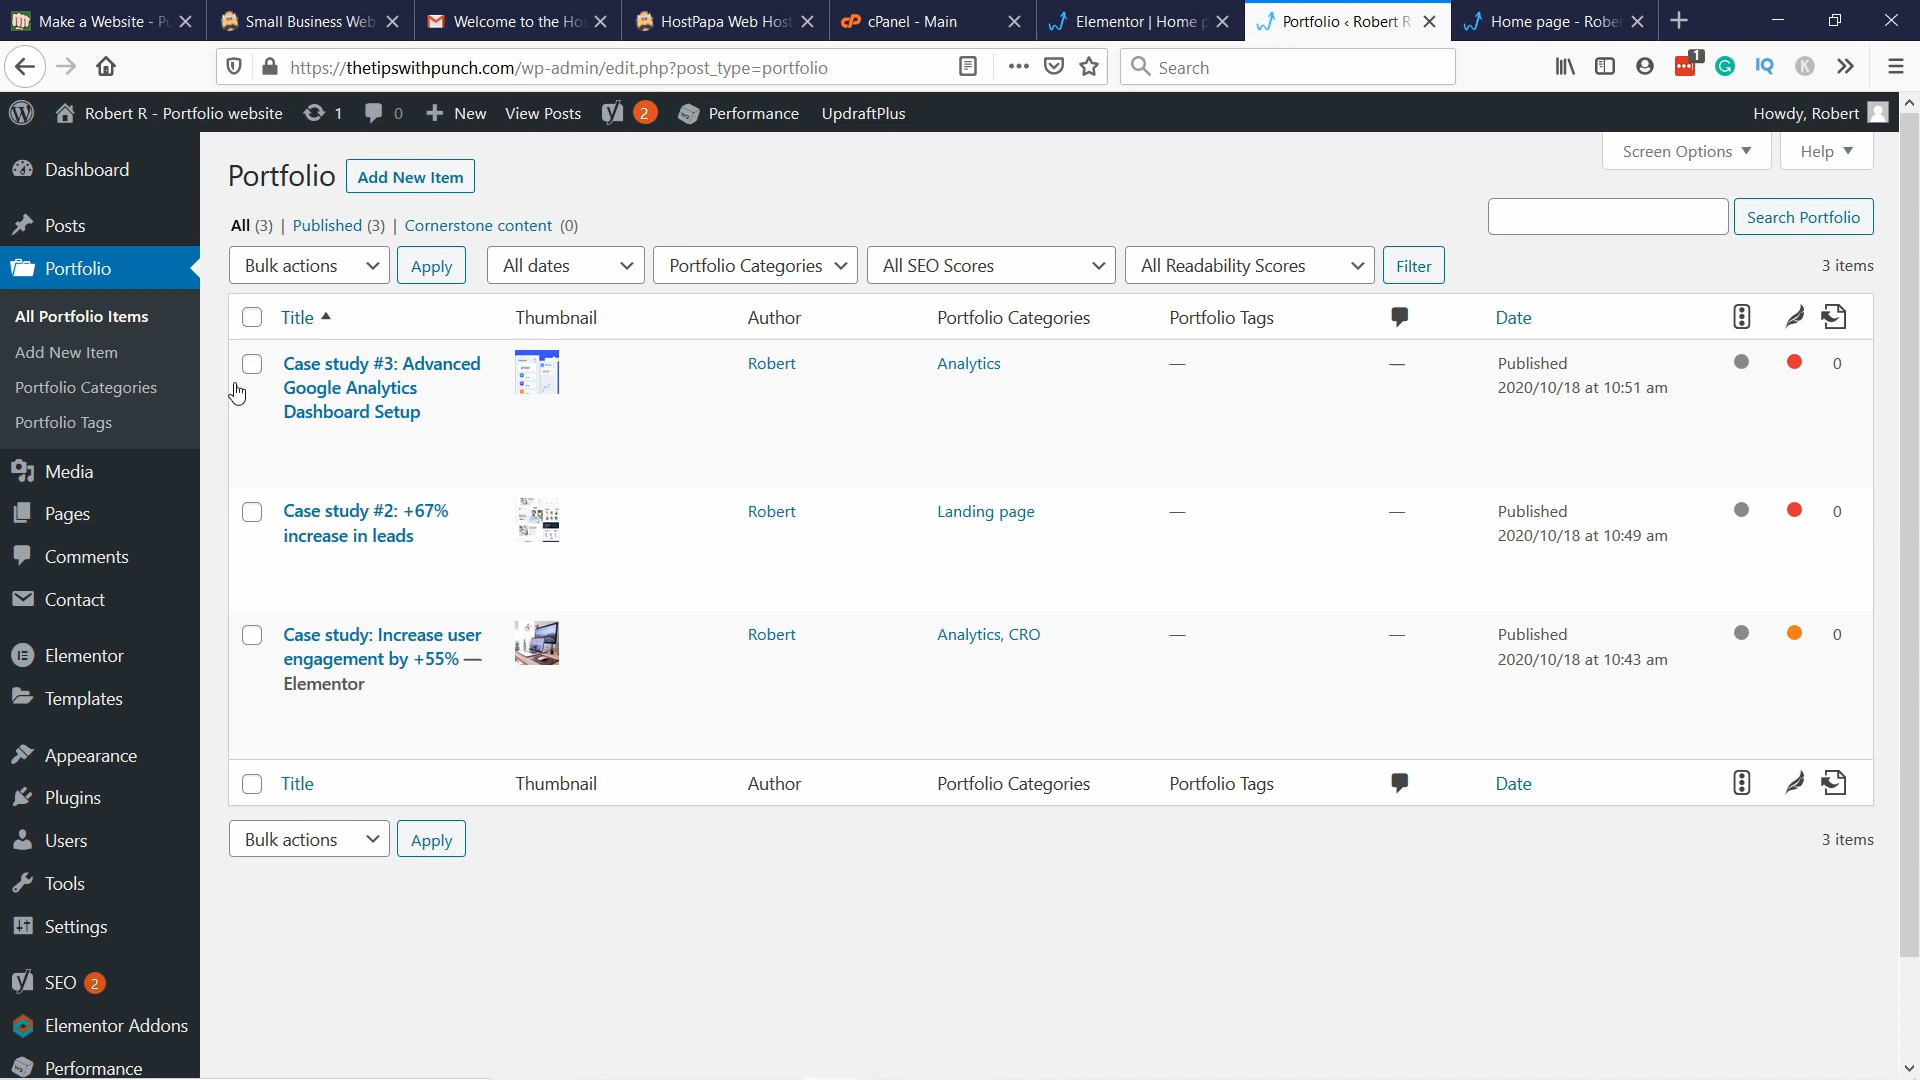 Make a Website - P
Small Business Web
Welcome to the Ho
HostPapa Web Host
cPanel - Main
Elementor | Home p
Portfolio ‹ Robert R
Home page - Robe
https://thetipswithpunch.com/wp-admin/edit.php?post_type=portfolio
Search
1
Robert R - Portfolio website
1
0
New
View Posts
2
Performance
UpdraftPlus
Howdy, Robert
Dashboard
Posts
Portfolio
All Portfolio Items
Add New Item
Portfolio Categories
Portfolio Tags
Media
Pages
Comments
Contact
Elementor
Templates
Appearance
Plugins
Users
Tools
Settings
SEO 2
Elementor Addons
Performance
Screen Options
Help
Portfolio
Add New Item
All (3) | Published (3) | Cornerstone content (0)
Search Portfolio
Bulk actions
Apply
All dates
Portfolio Categories
All SEO Scores
All Readability Scores
Filter
3 items
Title
Thumbnail
Author
Portfolio Categories
Portfolio Tags
Date
Case study #3: Advanced
Google Analytics
Dashboard Setup
Robert
Analytics
—
—
Published
2020/10/18 at 10:51 am
0
Case study #2: +67%
increase in leads
Robert
Landing page
—
—
Published
2020/10/18 at 10:49 am
0
Case study: Increase user
engagement by +55% —
Elementor
Robert
Analytics, CRO
—
—
Published
2020/10/18 at 10:43 am
0
Title
Thumbnail
Author
Portfolio Categories
Portfolio Tags
Date
Bulk actions
Apply
3 items